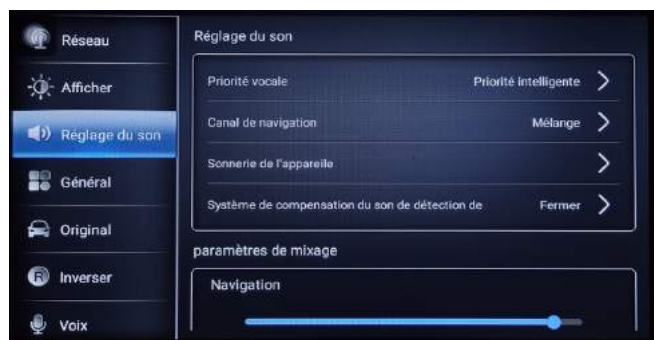 Réseau
Afficher
Réglage du son
Général
Original
R
Inverser
Voix
Réglage du son
Priorité vocale Priorité intelligente
Canal de navigation Mélange
Sonnerie de l'appareile
Système de compensation du son de détection de Fermer
paramètres de mixage
Navigation